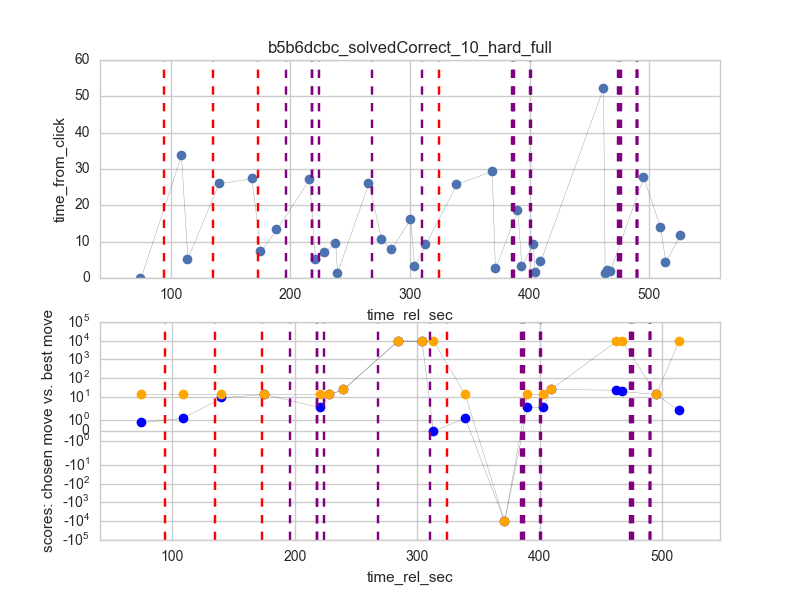 b5b6dcbc_solvedCorrect_10_hard_full
60
50
40
30
20
10
0
time_from_click
100 200 300 400 500
time_rel_sec
10^5
10^4
10^3
10^2
10^1
10^0
0
-10^0
-10^1
-10^2
-10^3
-10^4
-10^5
scores: chosen move vs. best move
100 200 300 400 500
time_rel_sec